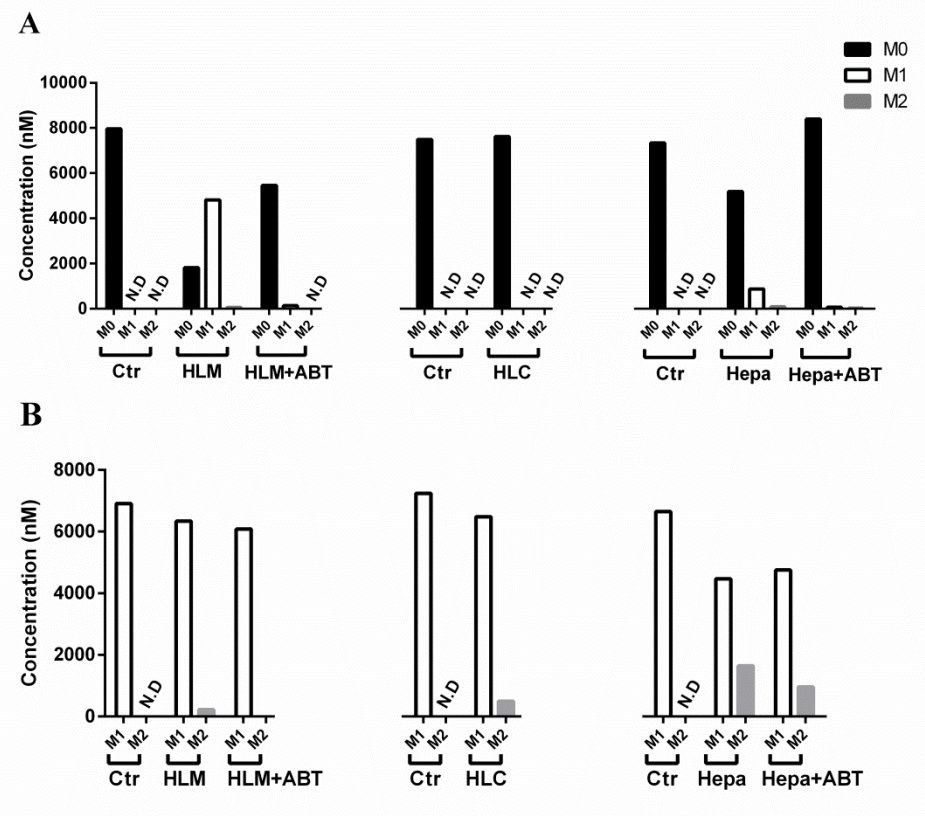 A
M0
M1
M2
Concentration (nM)
10000
8000
6000
4000
2000
0
N.D N.D N.D N.D N.D N.D N.D N.D N.D
M0 M1 M2 M0 M1 M2 M0 M1 M2 M0 M1 M2 M0 M1 M2 M0 M1 M2 M0 M1 M2 M0 M1 M2
Ctr HLM HLM+ABT Ctr HLC Ctr Hepa Hepa+ABT
B
Concentration (nM)
8000
6000
4000
2000
0
N.D N.D N.D
M1 M2 M1 M2 M1 M2 M1 M2 M1 M2 M1 M2 M1 M2 M1 M2
Ctr HLM HLM+ABT Ctr HLC Ctr Hepa Hepa+ABT